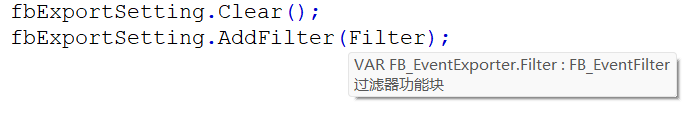 fbExportSetting.Clear();
fbExportSetting.AddFilter(Filter);
VAR FB_EventExporter.Filter : FB_EventFilter
过滤器功能块